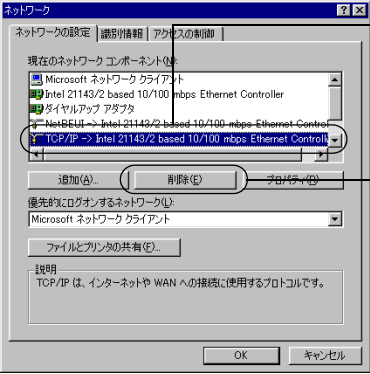 ネットワーク
ネットワークの設定 識別情報 アクセスの制御
現在のネットワーク コンポーネント(N):
Microsoft ネットワーク クライアント
Intel 21143/2 based 10/100 mbps Ethernet Controller
ダイヤルアップ アダプタ
NetBEUI -> Intel 21143/2 based 10/100 mbps Ethernet Contro
TCP/IP -> Intel 21143/2 based 10/100 mbps Ethernet Controll
追加(A)... 削除(E) プロパティ(R)
優先的にログオンするネットワーク(L):
Microsoft ネットワーク クライアント
ファイルとプリンタの共有(F)...
説明
TCP/IP は、インターネットや WAN への接続に使用するプロトコルです。
OK キャンセル